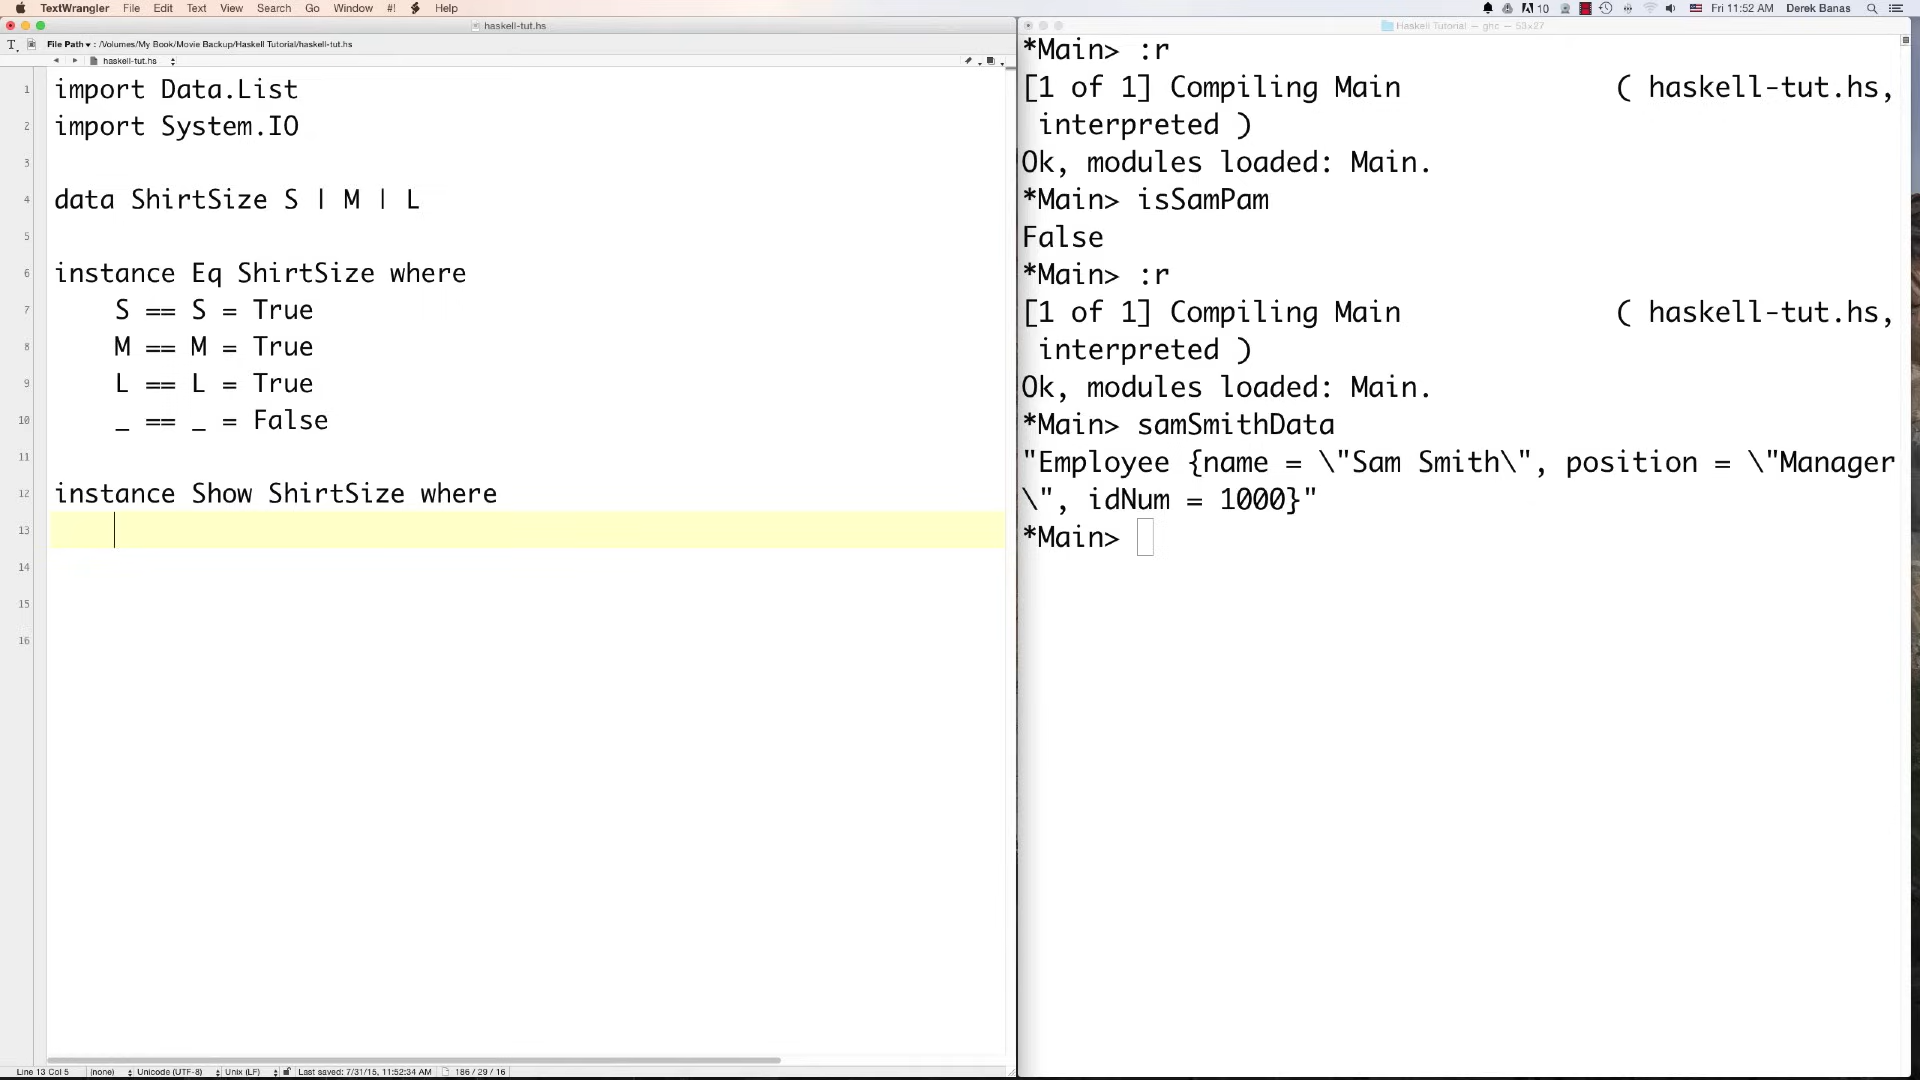 TextWrangler File Edit Text View Search Go Window #! Help
10 Fri 11:52 AM Derek Banas
haskell-tut.hs
File Path : /Volumes/My Book/Movie Backup/Haskell Tutorial/haskell-tut.hs
haskell-tut.hs
1 import Data.List
2 import System.IO
3
4 data ShirtSize S | M | L
5
6 instance Eq ShirtSize where
7 S == S = True
8 M == M = True
9 L == L = True
10 _ == _ = False
11
12 instance Show ShirtSize where
13
14
15
16
Line 13 Col 5 (none) Unicode (UTF-8) Unix (LF) Last saved: 7/31/15, 11:52:34 AM 186 / 29 / 16
Haskell Tutorial — ghc — 53×27
*Main> :r
[1 of 1] Compiling Main ( haskell-tut.hs,
interpreted )
Ok, modules loaded: Main.
*Main> isSamPam
False
*Main> :r
[1 of 1] Compiling Main ( haskell-tut.hs,
interpreted )
Ok, modules loaded: Main.
*Main> samSmithData
"Employee {name = \"Sam Smith\", position = \"Manager
\", idNum = 1000}"
*Main>